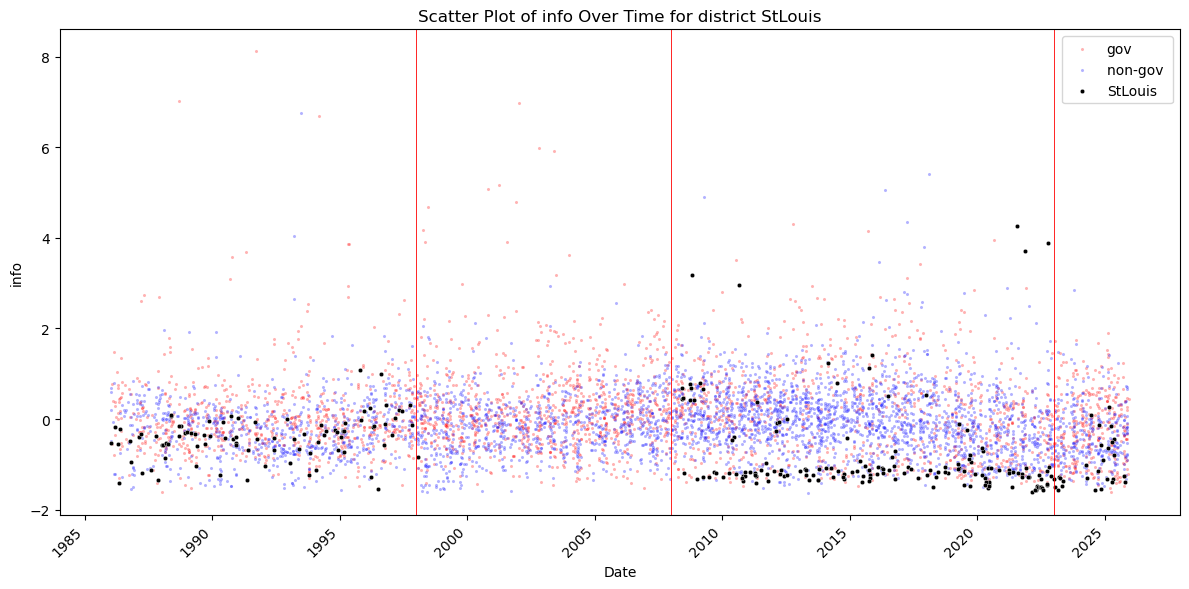 Scatter Plot of info Over Time for district StLouis
gov
non-gov
StLouis
info
8
6
4
2
0
−2
1985
1990
1995
2000
2005
2010
2015
2020
2025
Date